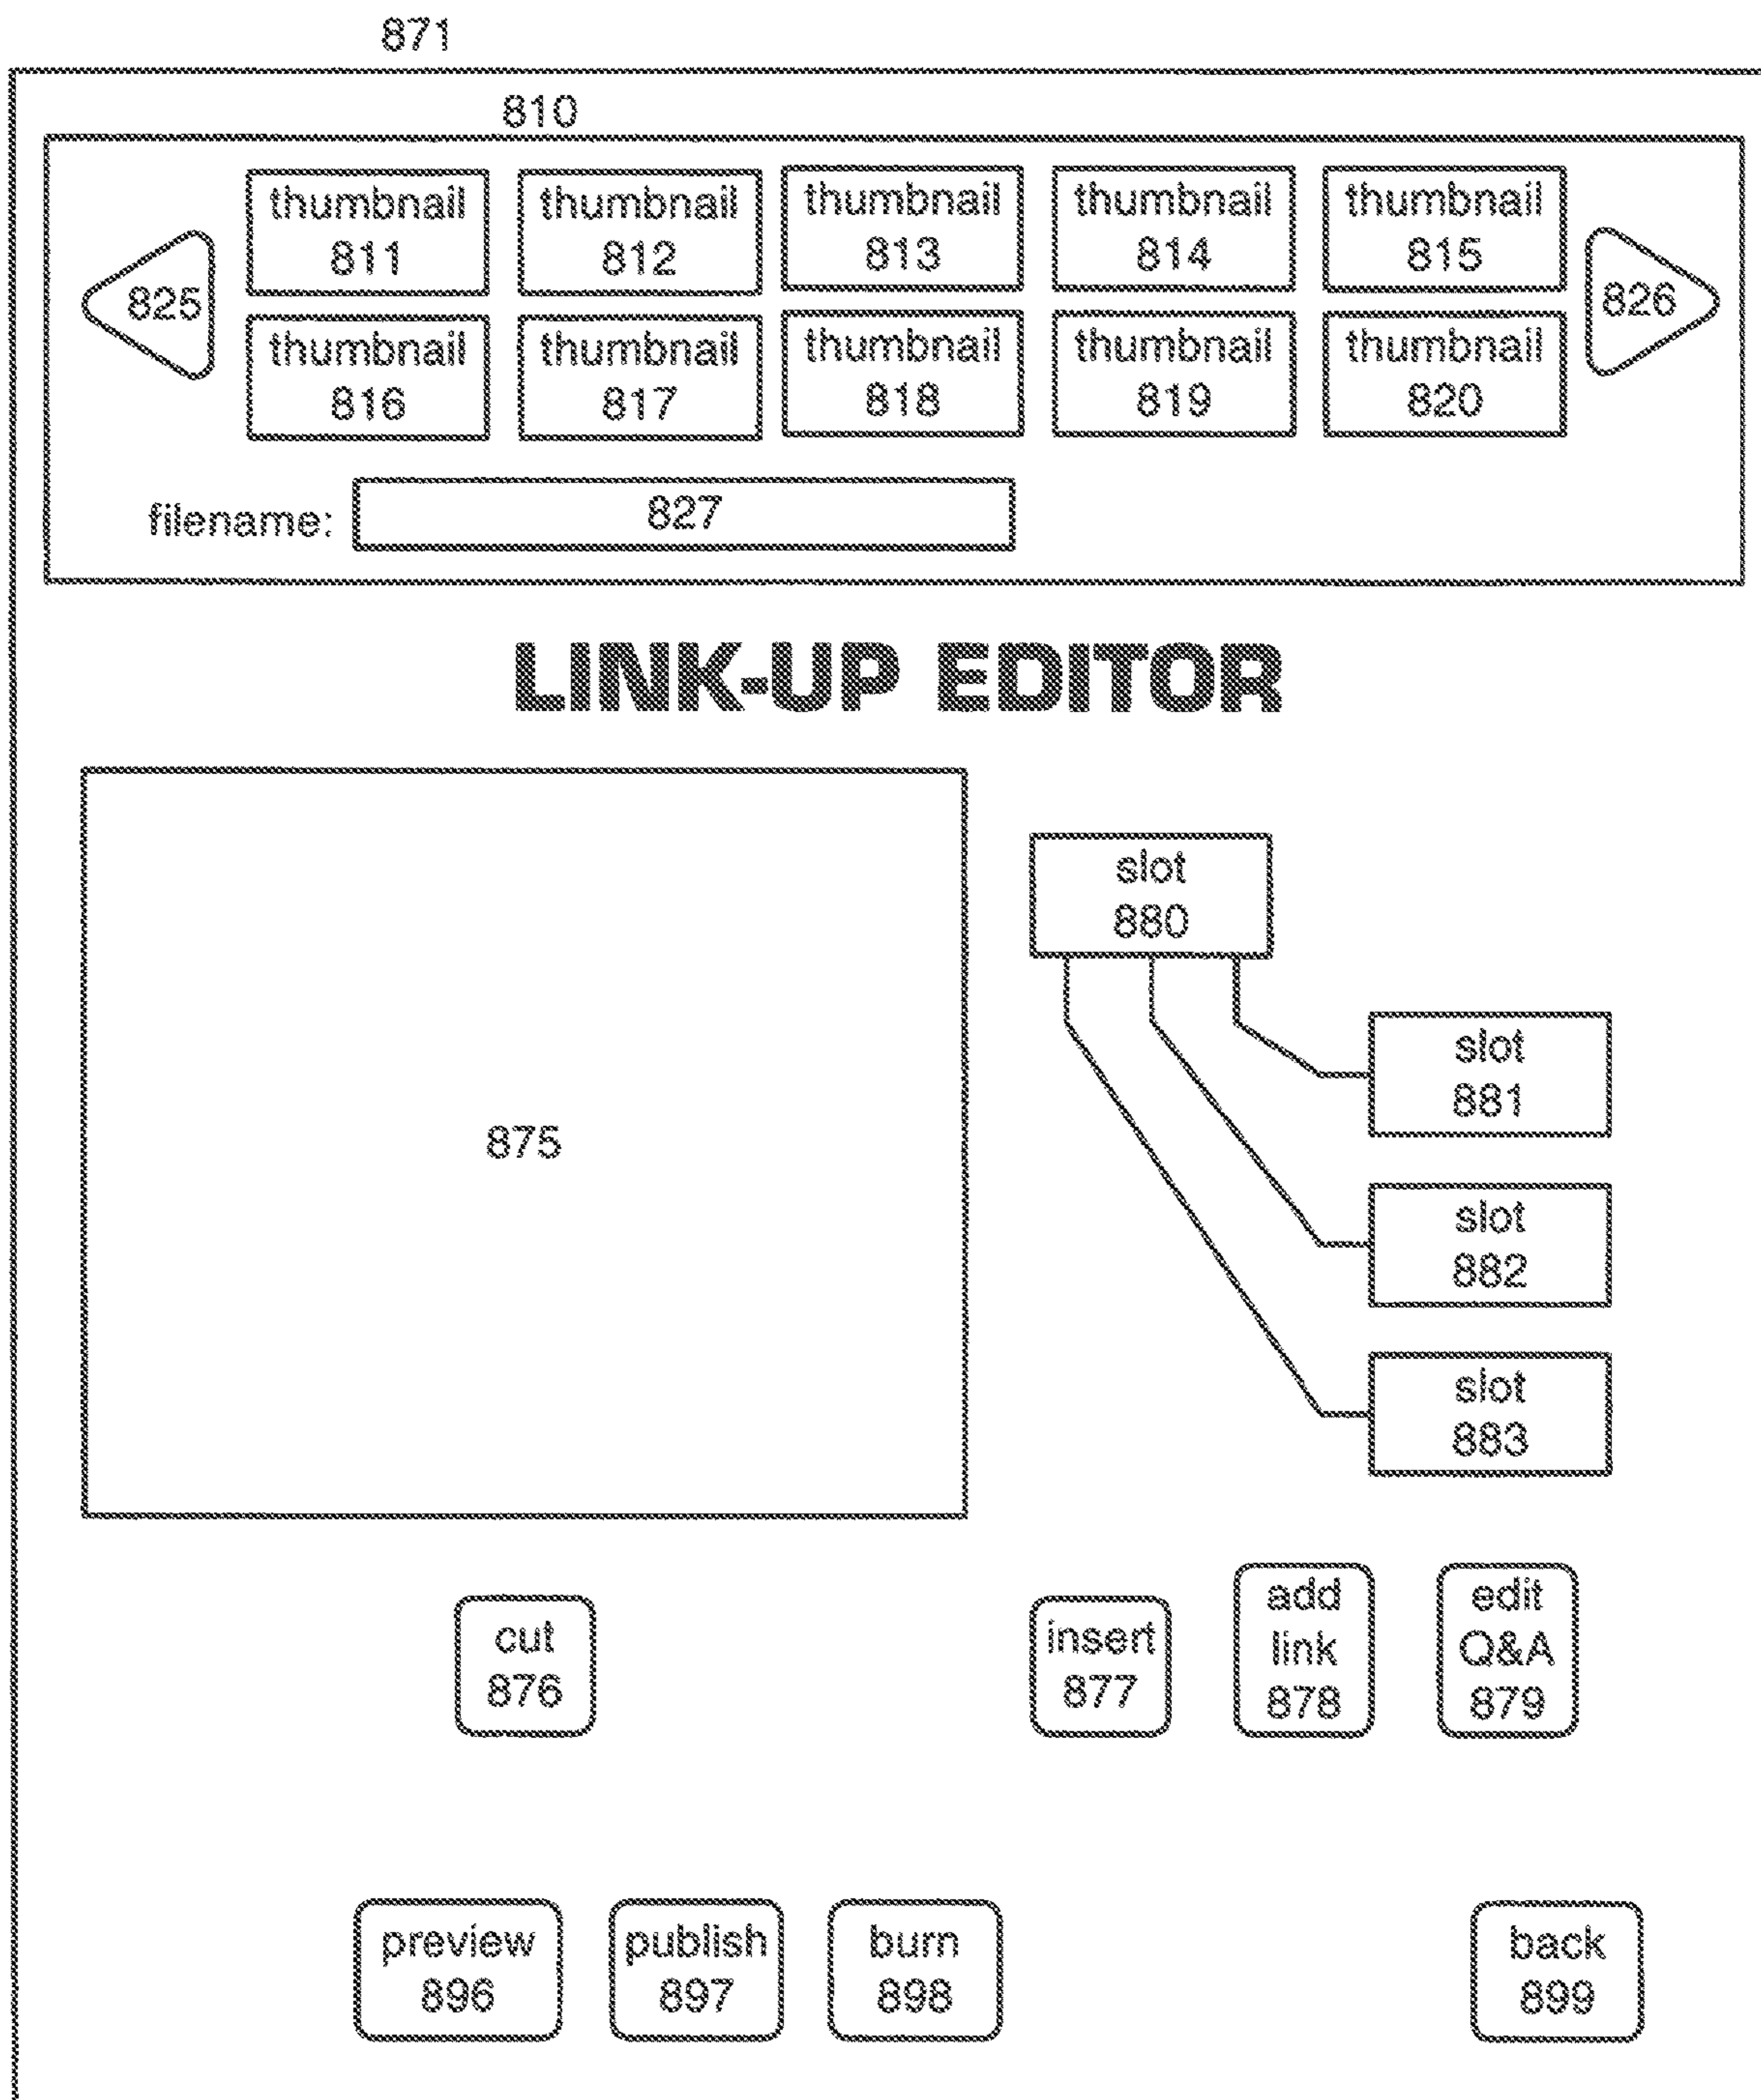 871
810
thumbnail
811
thumbnail
812
thumbnail
813
thumbnail
814
thumbnail
815
825
826
thumbnail
816
thumbnail
817
thumbnail
818
thumbnail
819
thumbnail
820
filename:
827
LINK-UP EDITOR
875
slot
880
slot
881
slot
882
slot
883
cut
876
insert
877
add
link
878
edit
Q&A
879
preview
896
publish
897
burn
898
back
899